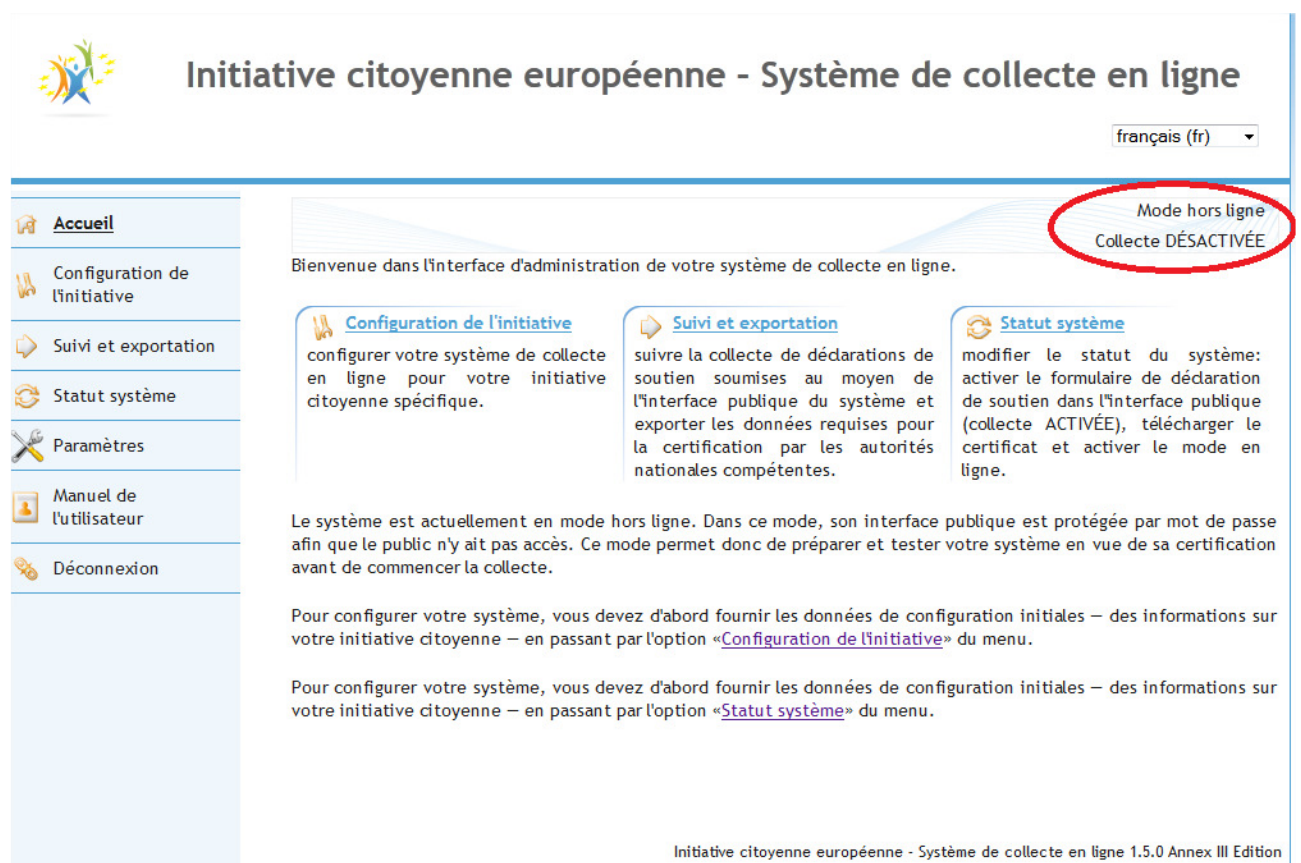 Initiative citoyenne européenne - Système de collecte en ligne
français (fr)
Accueil
Configuration de
l'initiative
Suivi et exportation
Statut système
Paramètres
Manuel de
l'utilisateur
Déconnexion
Mode hors ligne
Collecte DÉSACTIVÉE
Bienvenue dans l'interface d'administration de votre système de collecte en ligne.
Configuration de l'initiative
configurer votre système de collecte
en ligne pour votre initiative
citoyenne spécifique.
Suivi et exportation
suivre la collecte de déclarations de
soutien soumises au moyen de
l'interface publique du système et
exporter les données requises pour
la certification par les autorités
nationales compétentes.
Statut système
modifier le statut du système:
activer le formulaire de déclaration
de soutien dans l'interface publique
(collecte ACTIVÉE), télécharger le
certificat et activer le mode en
ligne.
Le système est actuellement en mode hors ligne. Dans ce mode, son interface publique est protégée par mot de passe
afin que le public n'y ait pas accès. Ce mode permet donc de préparer et tester votre système en vue de sa certification
avant de commencer la collecte.
Pour configurer votre système, vous devez d'abord fournir les données de configuration initiales — des informations sur
votre initiative citoyenne — en passant par l'option «Configuration de l'initiative» du menu.
Pour configurer votre système, vous devez d'abord fournir les données de configuration initiales — des informations sur
votre initiative citoyenne — en passant par l'option «Statut système» du menu.
Initiative citoyenne européenne - Système de collecte en ligne 1.5.0 Annex III Edition